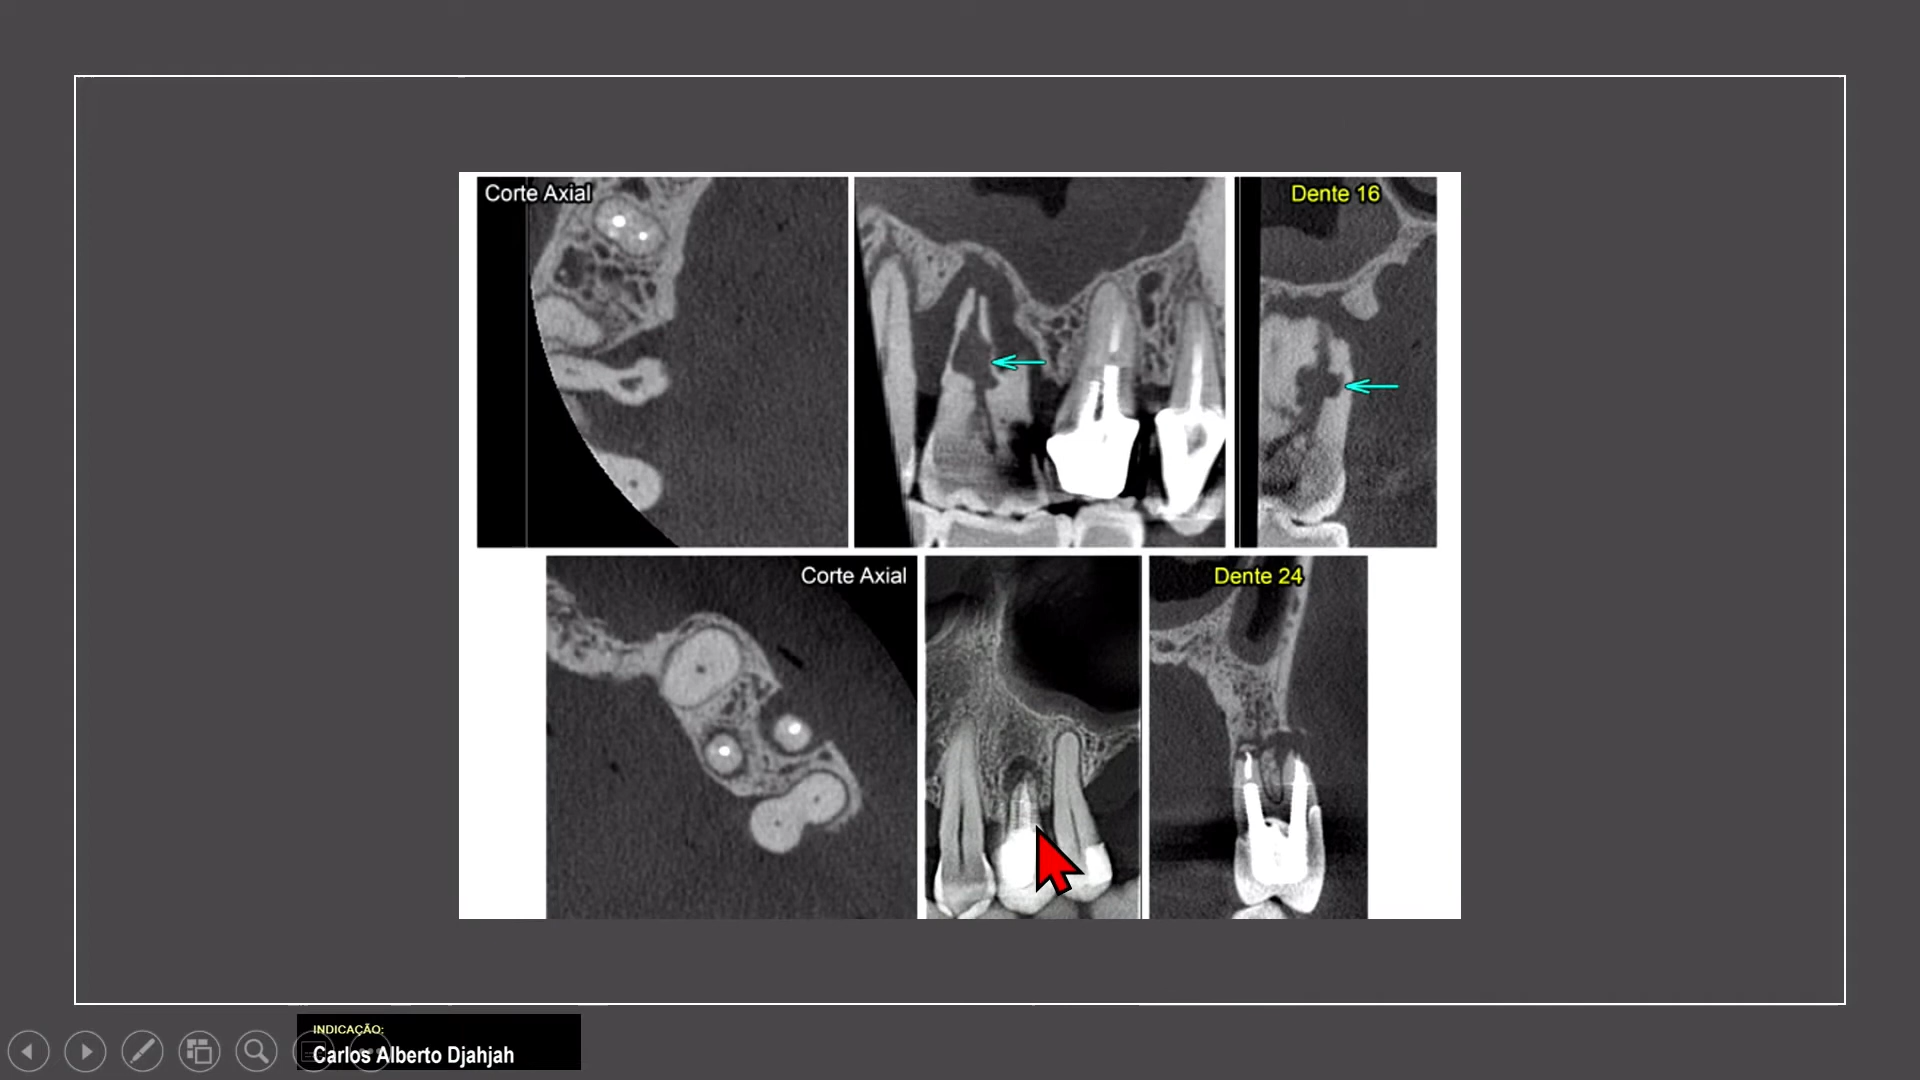 Corte Axial
Dente 16
Corte Axial
Dente 24
INDICAÇÃO:
Carlos Alberto Djahjah